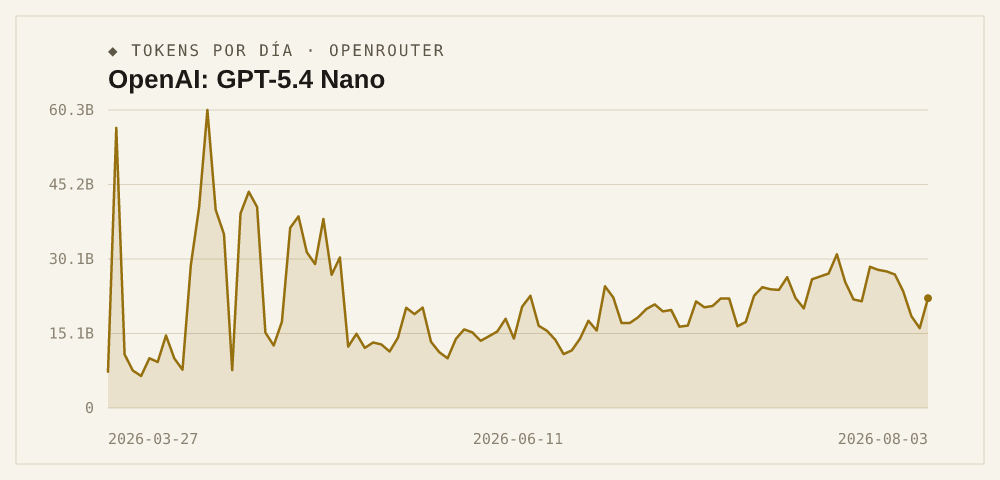 ◆ TOKENS POR DÍA · OPENROUTER
OpenAI: GPT-5.4 Nano
60.3B
45.2B
30.1B
15.1B
0
2026-03-27 2026-06-11 2026-08-03